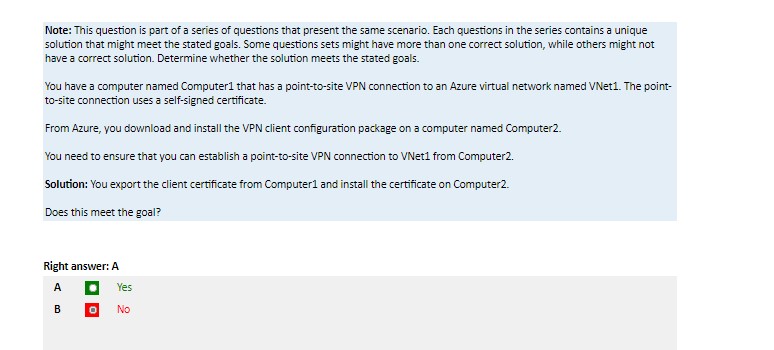 Note: This question is part of a series of questions that present the same scenario. Each questions in the series contains a unique
solution that might meet the stated goals. Some questions sets might have more than one correct solution, while others might not
have a correct solution. Determine whether the solution meets the stated goals.
You have a computer named Computer1 that has a point-to-site VPN connection to an Azure virtual network named VNet1. The point-
to-site connection uses a self-signed certificate.
From Azure, you download and install the VPN client configuration package on a computer named Computer2.
You need to ensure that you can establish a point-to-site VPN connection to VNet1 from Computer2.
Solution: You export the client certificate from Computer1 and install the certificate on Computer2.
Does this meet the goal?
Right answer: A
A Yes
B No